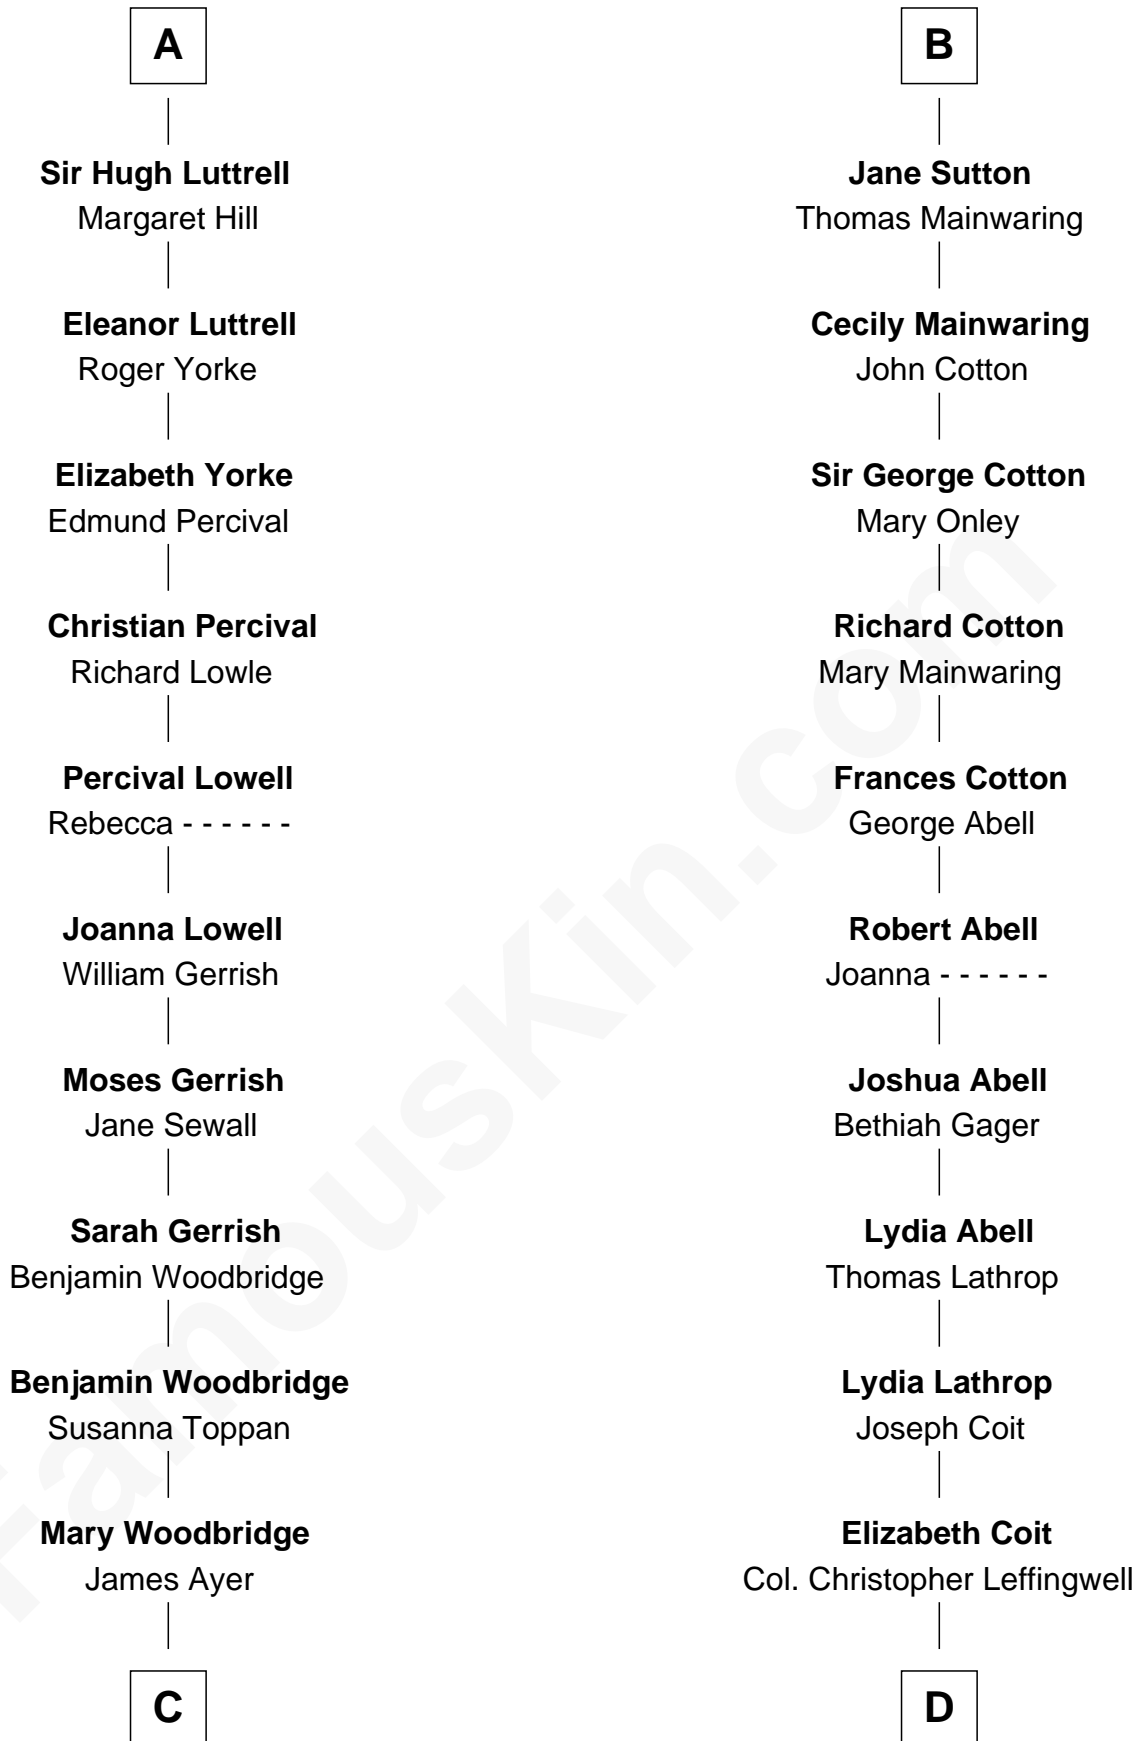 A
Sir Hugh Luttrell
Margaret Hill
Eleanor Luttrell
Roger Yorke
Elizabeth Yorke
Edmund Percival
Christian Percival
Richard Lowle
Percival Lowell
Rebecca - - - - - -
Joanna Lowell
William Gerrish
Moses Gerrish
Jane Sewall
Sarah Gerrish
Benjamin Woodbridge
Benjamin Woodbridge
Susanna Toppan
Mary Woodbridge
James Ayer
C
B
Jane Sutton
Thomas Mainwaring
Cecily Mainwaring
John Cotton
Sir George Cotton
Mary Onley
Richard Cotton
Mary Mainwaring
Frances Cotton
George Abell
Robert Abell
Joanna - - - - - -
Joshua Abell
Bethiah Gager
Lydia Abell
Thomas Lathrop
Lydia Lathrop
Joseph Coit
Elizabeth Coit
Col. Christopher Leffingwell
D
FamousKin.com